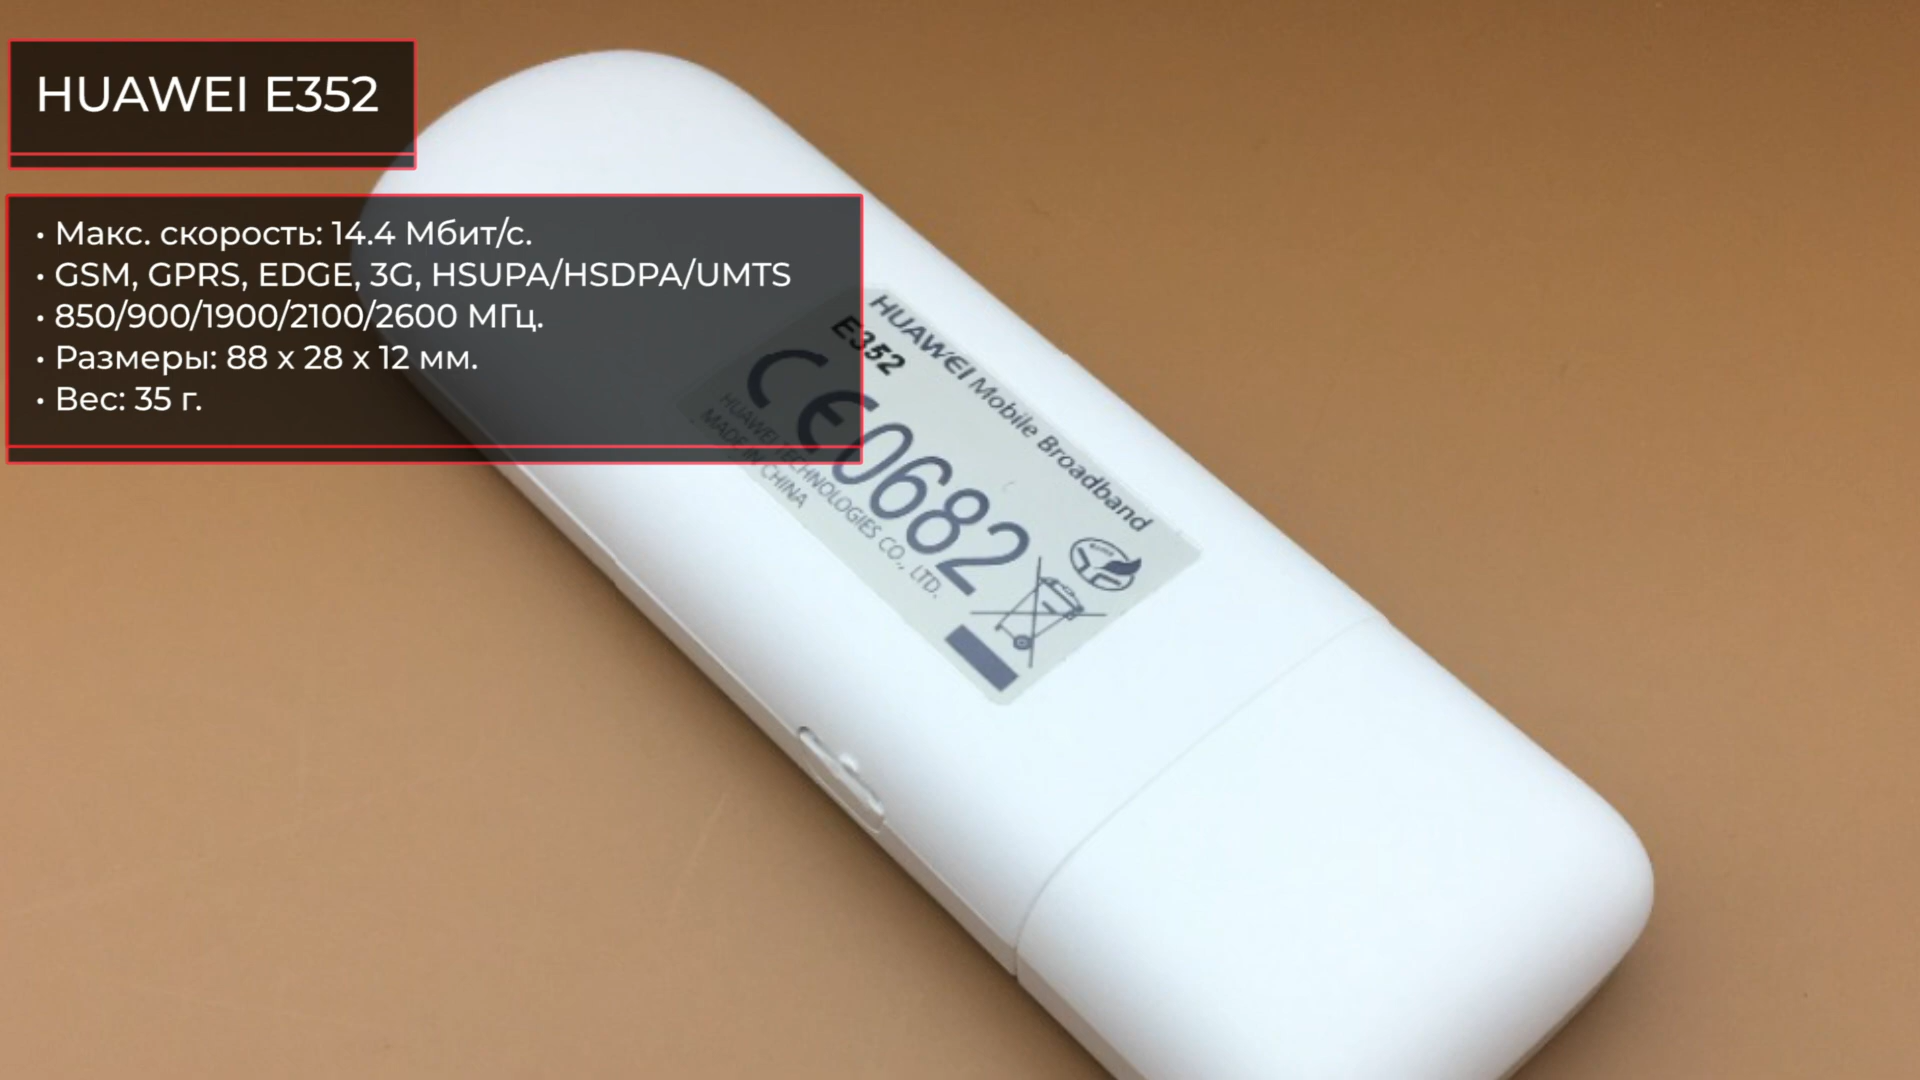 HUAWEI E352
• Макс. скорость: 14.4 Мбит/с.
• GSM, GPRS, EDGE, 3G, HSUPA/HSDPA/UMTS
• 850/900/1900/2100/2600 МГц.
• Размеры: 88 x 28 x 12 мм.
• Вес: 35 г.
HUAWEI Mobile Broadband
E352
CE0682
HUAWEI TECHNOLOGIES CO., LTD.
MADE IN CHINA